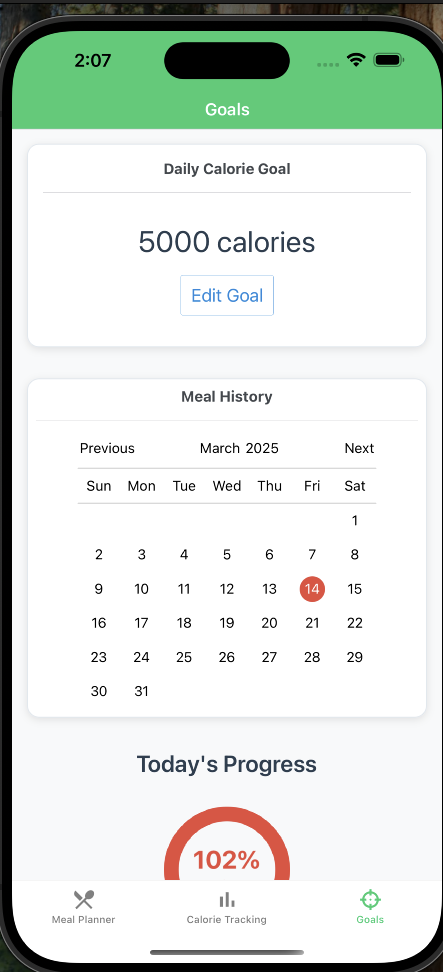 2:07
Goals
Daily Calorie Goal
5000 calories
Edit Goal
Meal History
Previous March 2025 Next
Sun Mon Tue Wed Thu Fri Sat
1
2 3 4 5 6 7 8
9 10 11 12 13 14 15
16 17 18 19 20 21 22
23 24 25 26 27 28 29
30 31
Today's Progress
102%
Meal Planner Calorie Tracking Goals